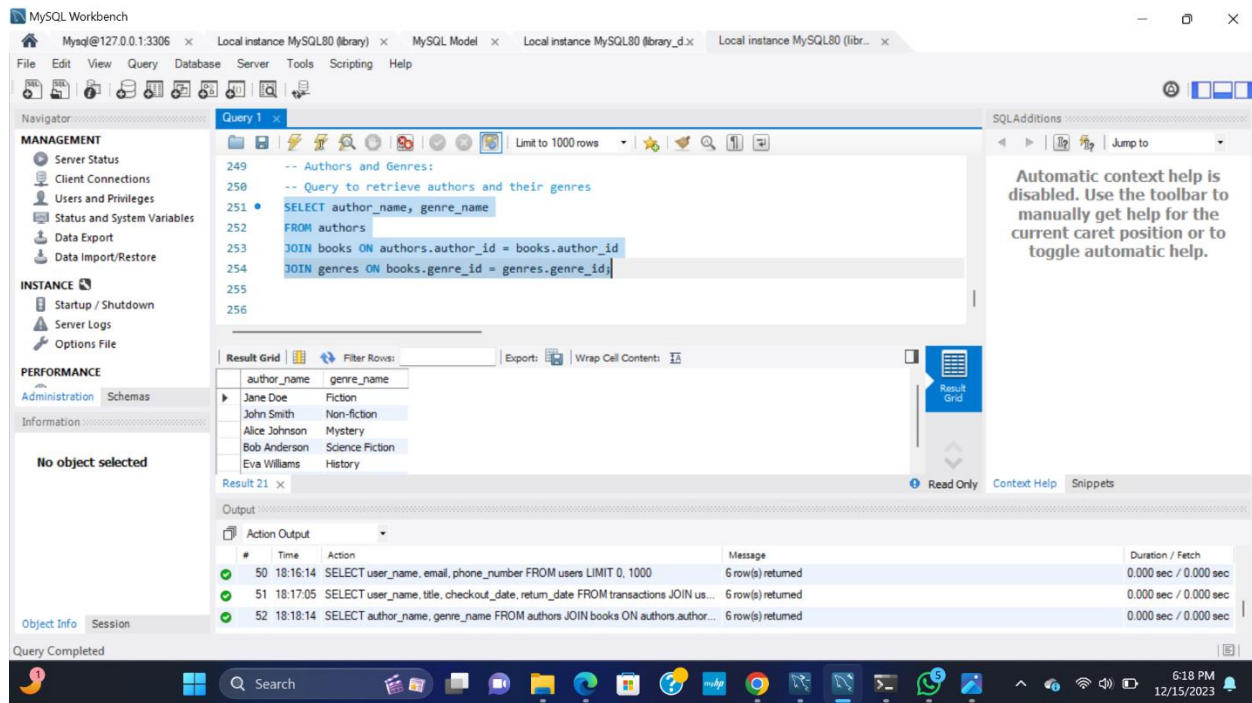 MySQL Workbench
Mysql@127.0.0.1:3306 Local instance MySQL80 (library) MySQL Model Local instance MySQL80 (library_d... Local instance MySQL80 (libr...
File Edit View Query Database Server Tools Scripting Help
Navigator
MANAGEMENT
Server Status
Client Connections
Users and Privileges
Status and System Variables
Data Export
Data Import/Restore
INSTANCE
Startup / Shutdown
Server Logs
Options File
PERFORMANCE
Administration Schemas
Information
No object selected
Object Info Session
Query 1
Limit to 1000 rows
249 -- Authors and Genres:
250 -- Query to retrieve authors and their genres
251 SELECT author_name, genre_name
252 FROM authors
253 JOIN books ON authors.author_id = books.author_id
254 JOIN genres ON books.genre_id = genres.genre_id;
255
256
Result Grid Filter Rows: Export: Wrap Cell Content:
author_name genre_name
Jane Doe Fiction
John Smith Non-fiction
Alice Johnson Mystery
Bob Anderson Science Fiction
Eva Williams History
Result Grid
Result 21 Read Only
SQLAdditions
Jump to
Automatic context help is
disabled. Use the toolbar to
manually get help for the
current caret position or to
toggle automatic help.
Context Help Snippets
Output
Action Output
# Time Action Message Duration / Fetch
50 18:16:14 SELECT user_name, email, phone_number FROM users LIMIT 0, 1000 6 row(s) returned 0.000 sec / 0.000 sec
51 18:17:05 SELECT user_name, title, checkout_date, return_date FROM transactions JOIN us... 6 row(s) returned 0.000 sec / 0.000 sec
52 18:18:14 SELECT author_name, genre_name FROM authors JOIN books ON authors.author... 6 row(s) returned 0.000 sec / 0.000 sec
Query Completed
1
Search
mhp
5
6:18 PM
12/15/2023